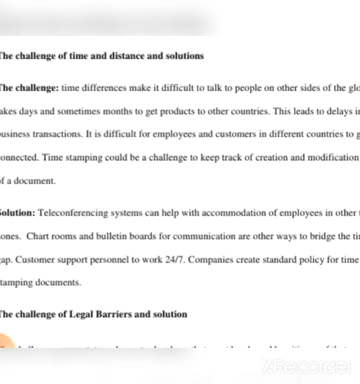 The challenge of time and distance and solutions
The challenge: time differences make it difficult to talk to people on other sides of the glo
akes days and sometimes months to get products to other countries. This leads to delays in
business transactions. It is difficult for employees and customers in different countries to g
onnected. Time stamping could be a challenge to keep track of creation and modification
of a document.
Solution: Teleconferencing systems can help with accommodation of employees in other t
ones. Chart rooms and bulletin boards for communication are other ways to bridge the ti
gap. Customer support personnel to work 24/7. Companies create standard policy for time
stamping documents.
The challenge of Legal Barriers and solution
XRecorder